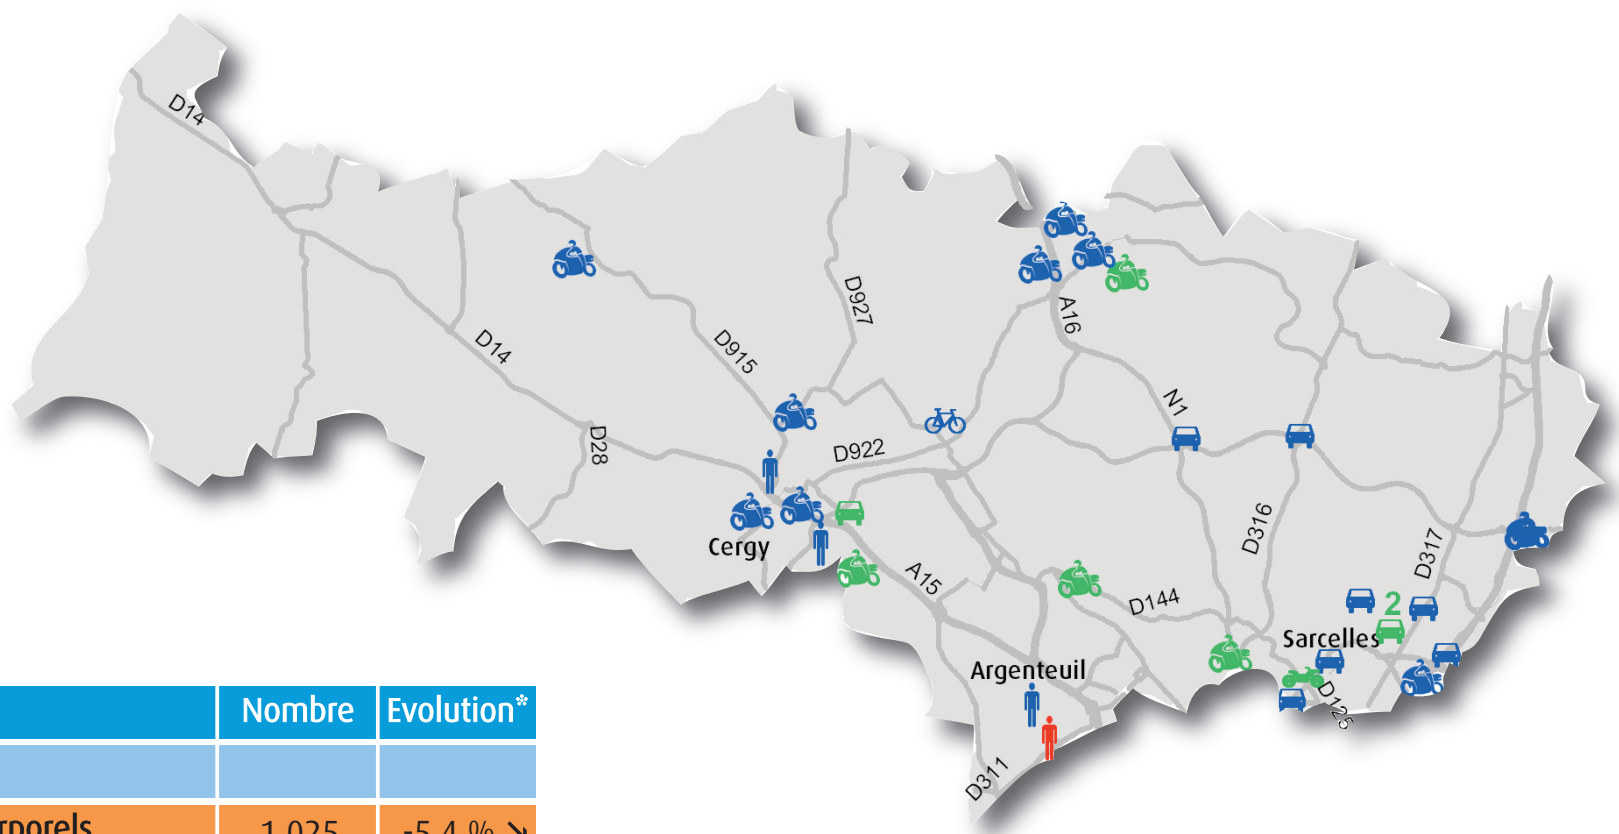 D14
D927
A16
D14
D915
N1
D28
D922
D316
D317
Cergy
A15
D144
2
Sarcelles
Argenteuil
D125
D311
Nombre
Evolution*
1 025
-5,4 % ↘